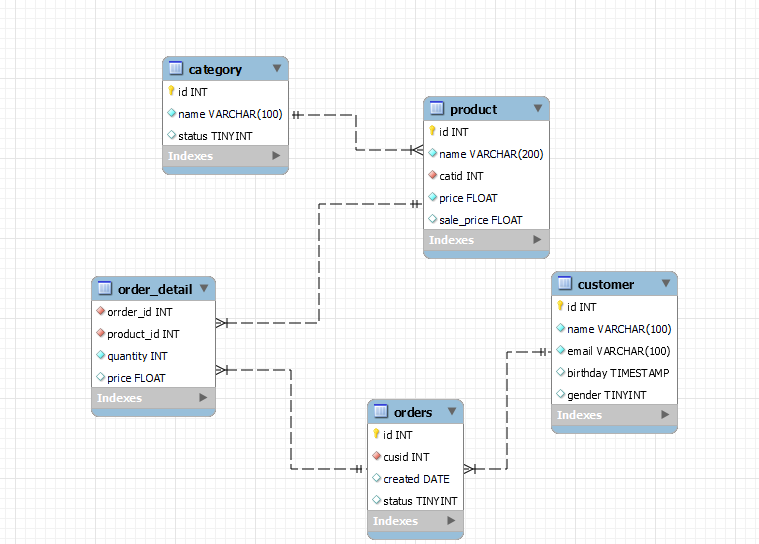 category
id INT
name VARCHAR(100)
status TINYINT
Indexes
product
id INT
name VARCHAR(200)
catid INT
price FLOAT
sale_price FLOAT
Indexes
order_detail
orrder_id INT
product_id INT
quantity INT
price FLOAT
Indexes
customer
id INT
name VARCHAR(100)
email VARCHAR(100)
birthday TIMESTAMP
gender TINYINT
Indexes
orders
id INT
cusid INT
created DATE
status TINYINT
Indexes